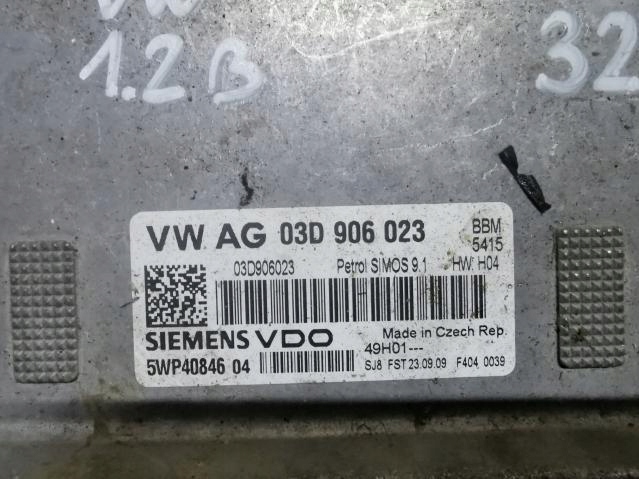 VW
1.2 B
32
VW AG 03D 906 023 BBM
5415
03D906023 Petrol SIMOS 9.1 HW: H04
SIEMENS VDO Made in Czech Rep.
49H01---
5WP40846 04 SJ8 FST 23.09.09 F404 0039